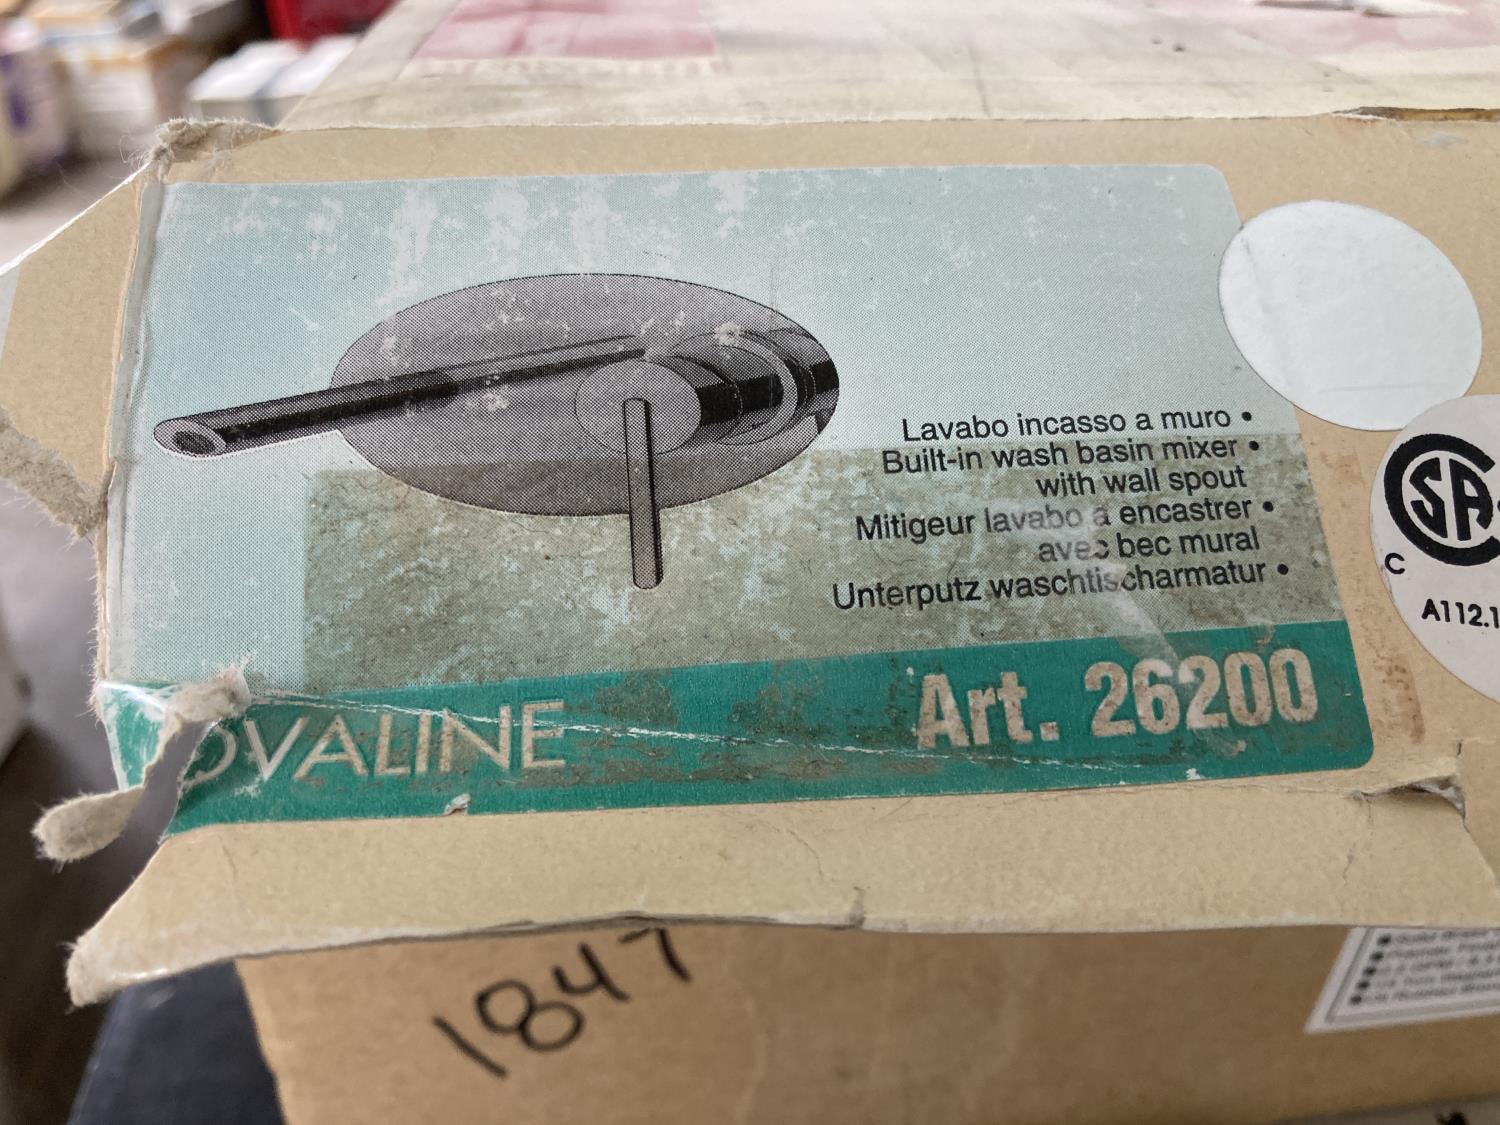 Lavabo incasso a muro •
Built-in wash basin mixer •
with wall spout
Mitigeur lavabo a encastrer •
avec bec mural
Unterputz waschtischarmatur •
OVALINE
Art. 26200
CSA
C
A112.1
1847